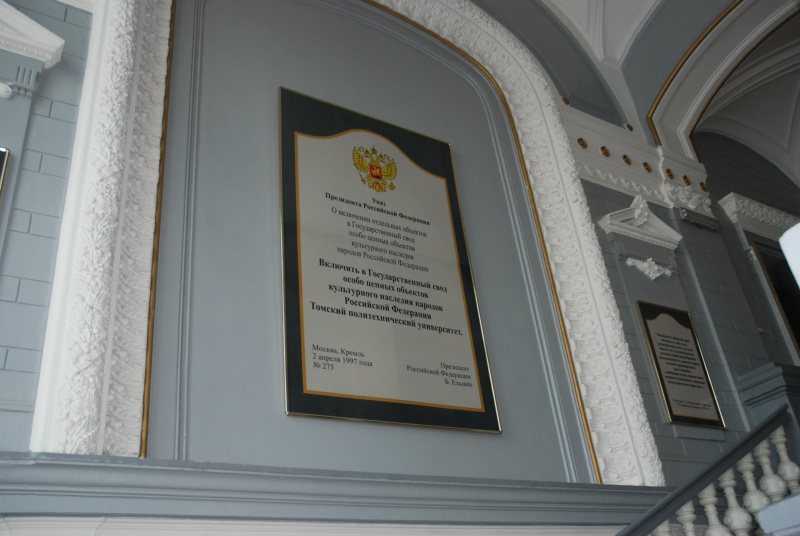 Указ
Президента Российской Федерации
О включении отдельных объектов
в Государственный свод
особо ценных объектов
культурного наследия
народов Российской Федерации
Включить в Государственный свод
особо ценных объектов
культурного наследия народов
Российской Федерации
Томский политехнический университет.
Москва, Кремль
2 апреля 1997 года
№ 275
Президент
Российской Федерации
Б. Ельцин